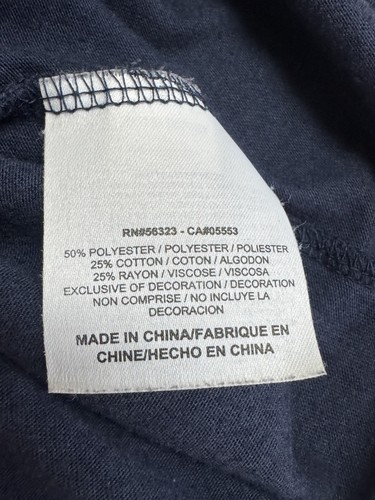 RN#56323 - CA#05553
50% POLYESTER / POLYESTER / POLIESTER
25% COTTON / COTON / ALGODON
25% RAYON / VISCOSE / VISCOSA
EXCLUSIVE OF DECORATION / DECORATION
NON COMPRISE / NO INCLUYE LA
DECORACION
MADE IN CHINA/FABRIQUE EN
CHINE/HECHO EN CHINA